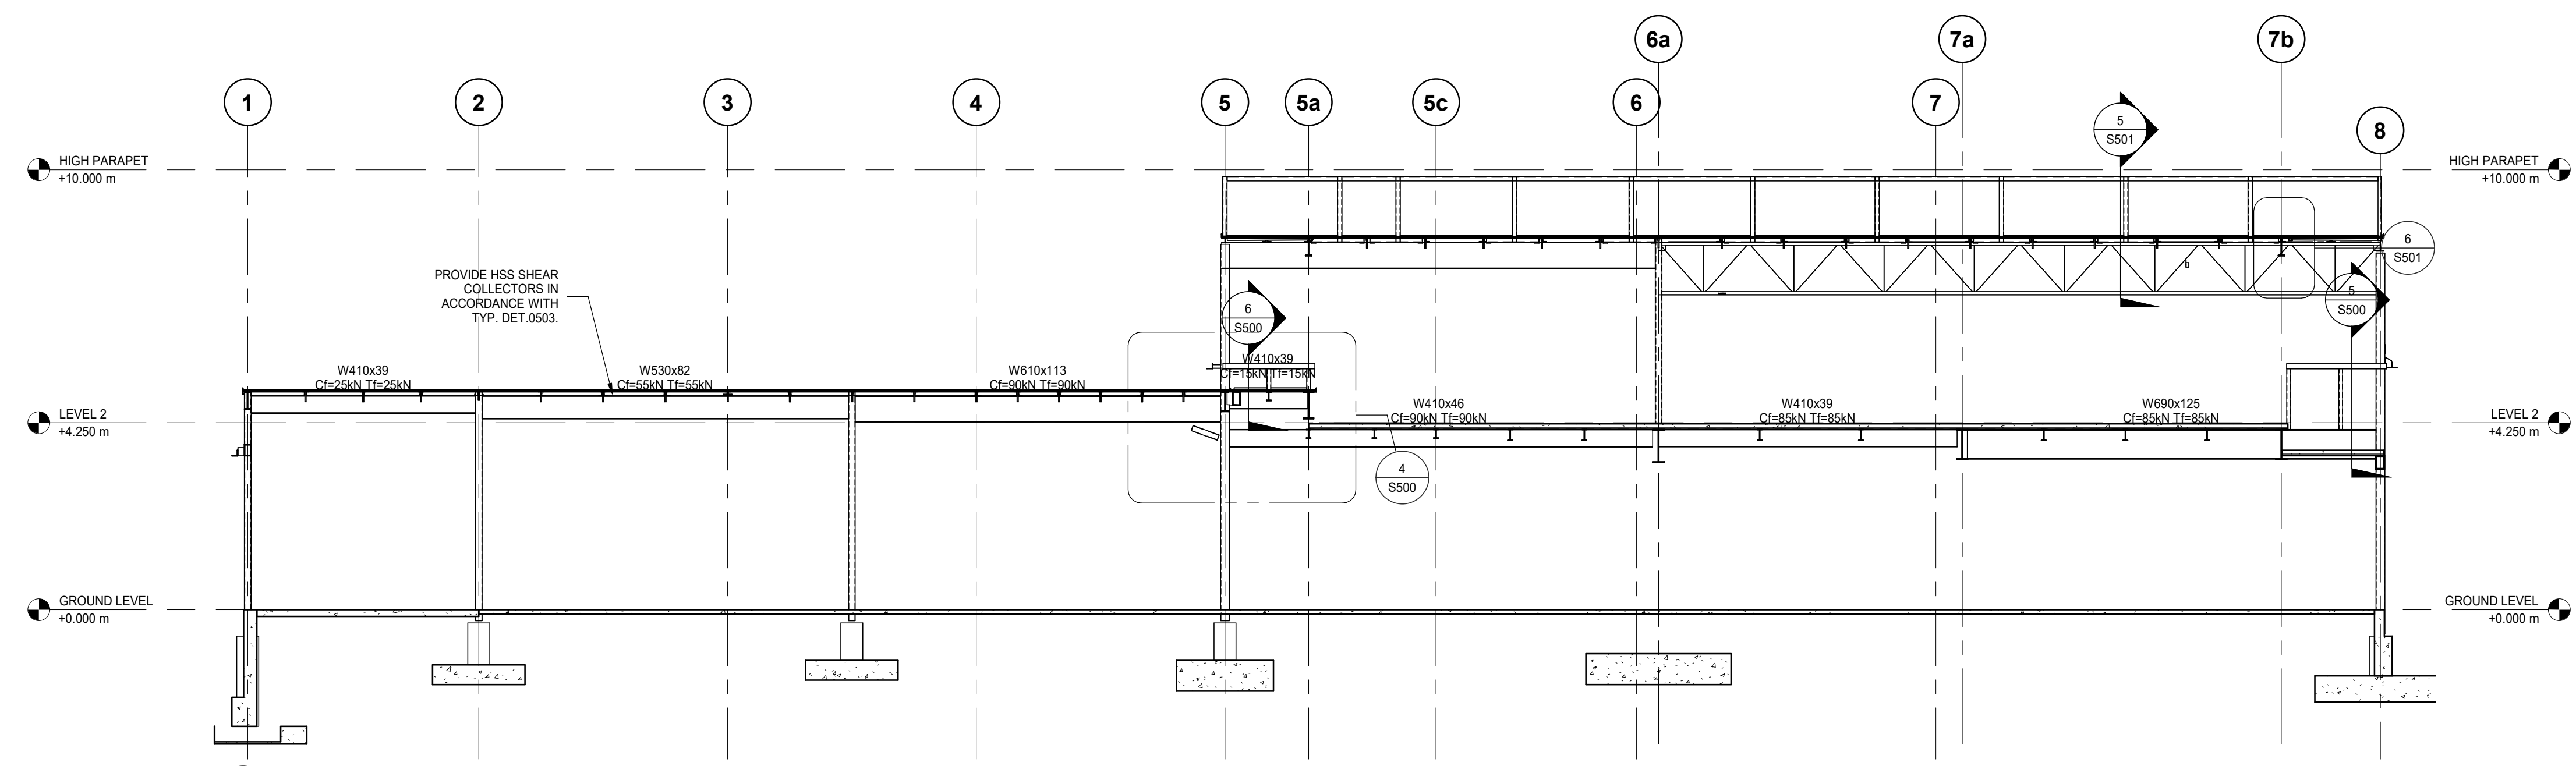 6a
7a
7b
1
2
3
4
5
5a
5c
6
7
8
5
S501
HIGH PARAPET
+10.000 m
HIGH PARAPET
+10.000 m
6
S501
PROVIDE HSS SHEAR
COLLECTORS IN
ACCORDANCE WITH
TYP. DET.0503.
6
S500
5
S500
W410x39
Cf=25kN Tf=25kN
W530x82
Cf=55kN Tf=55kN
W610x113
Cf=90kN Tf=90kN
W410x39
Cf=15kN Tf=15kN
LEVEL 2
+4.250 m
W410x46
Cf=90kN Tf=90kN
W410x39
Cf=85kN Tf=85kN
W690x125
Cf=85kN Tf=85kN
LEVEL 2
+4.250 m
4
S500
GROUND LEVEL
+0.000 m
GROUND LEVEL
+0.000 m